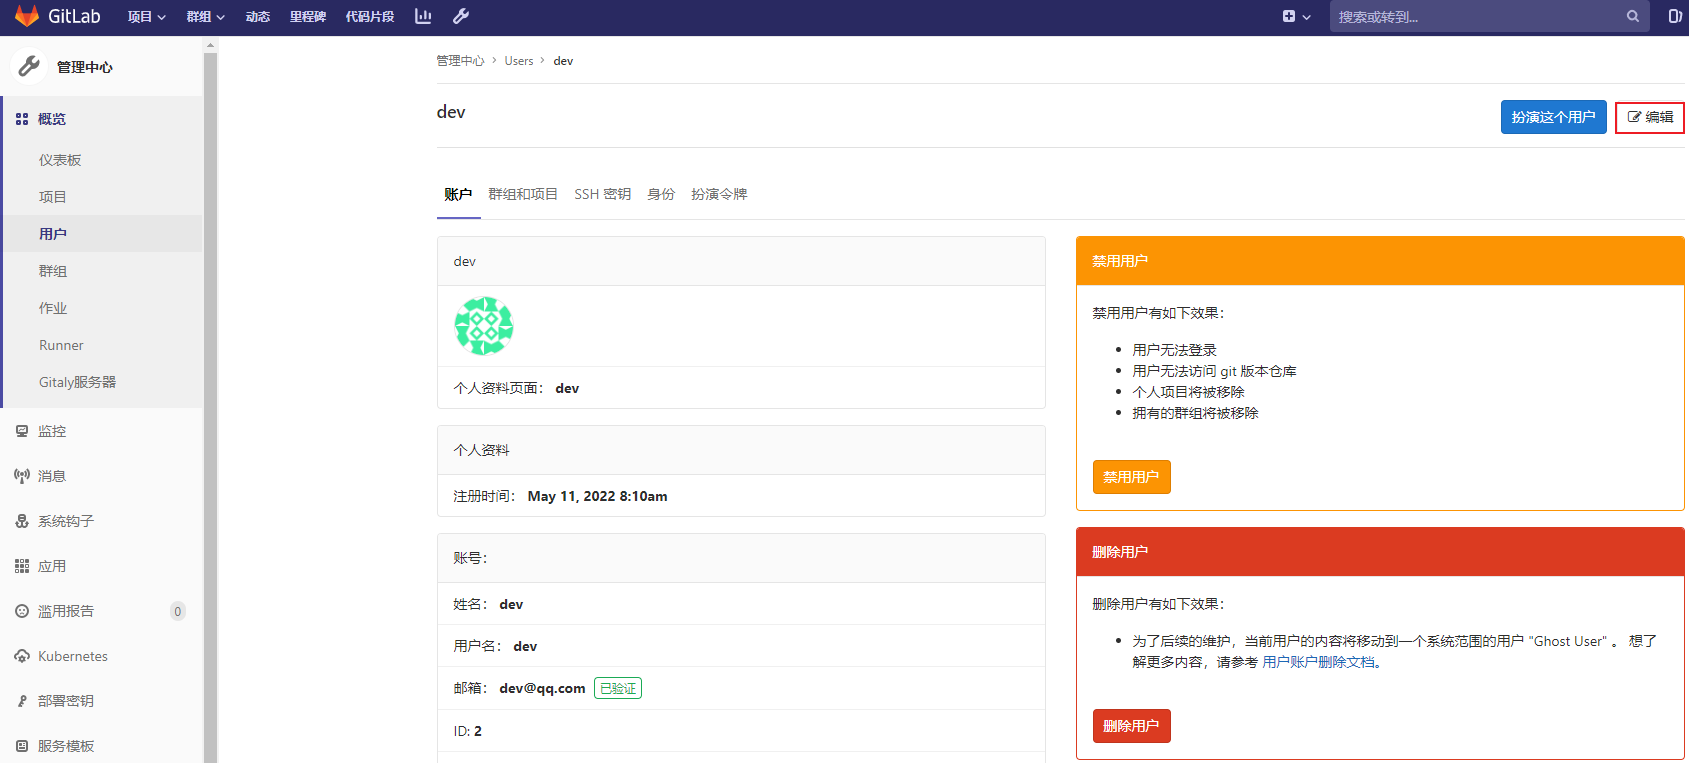 GitLab 项目 群组 动态 里程碑 代码片段 搜索或转到...
管理中心
概览
仪表板
项目
用户
群组
作业
Runner
Gitaly服务器
监控
消息
系统钩子
应用
滥用报告 0
Kubernetes
部署密钥
服务模板
管理中心 › Users › dev
dev
扮演这个用户 编辑
账户 群组和项目 SSH 密钥 身份 扮演令牌
dev
个人资料页面： dev
个人资料
注册时间： May 11, 2022 8:10am
账号：
姓名： dev
用户名： dev
邮箱： dev@qq.com 已验证
ID: 2
禁用用户
禁用用户有如下效果：
• 用户无法登录
• 用户无法访问 git 版本仓库
• 个人项目将被移除
• 拥有的群组将被移除
禁用用户
删除用户
删除用户有如下效果：
• 为了后续的维护，当前用户的内容将移动到一个系统范围的用户 "Ghost User" 。 想了
解更多内容，请参考 用户账户删除文档。
删除用户